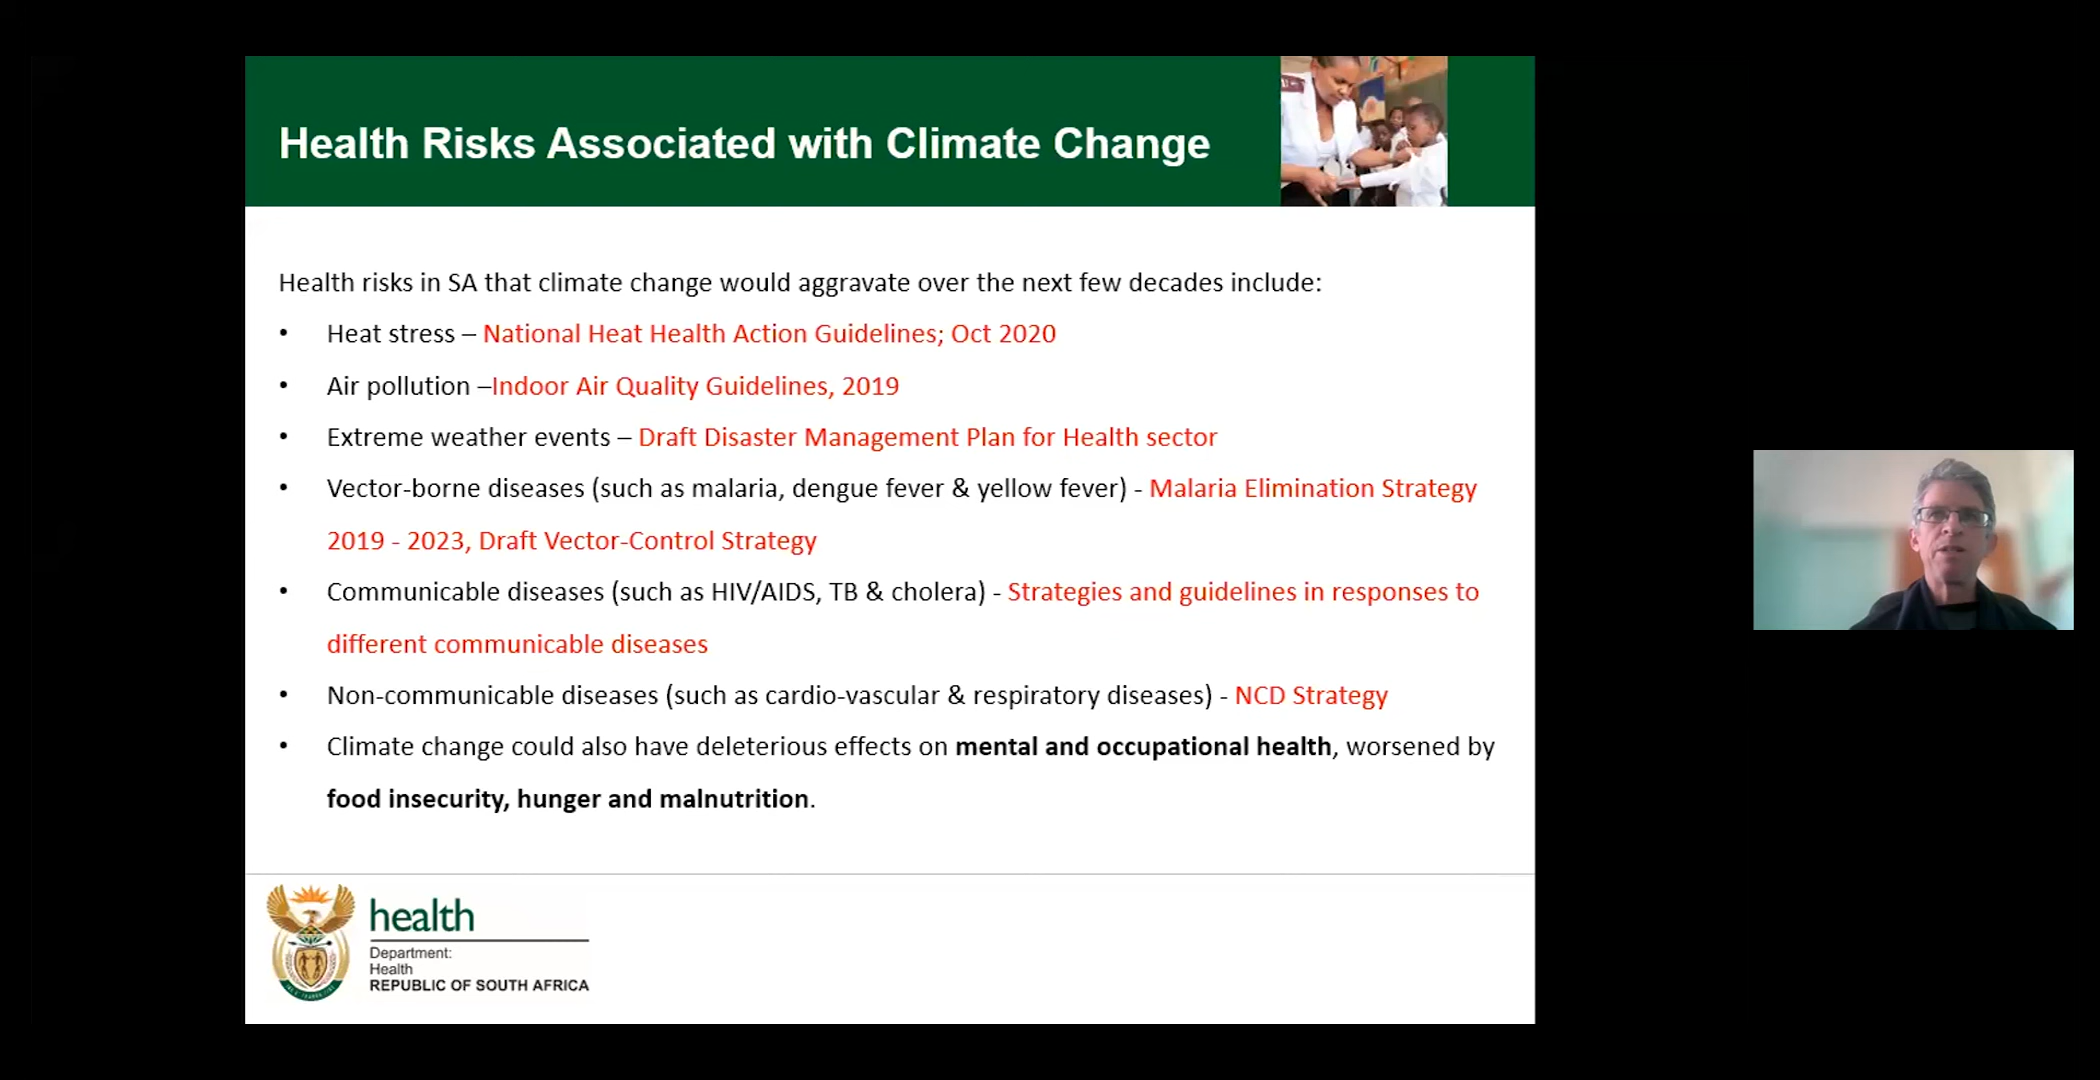 Health Risks Associated with Climate Change
Health risks in SA that climate change would aggravate over the next few decades include:
• Heat stress – National Heat Health Action Guidelines; Oct 2020
• Air pollution –Indoor Air Quality Guidelines, 2019
• Extreme weather events – Draft Disaster Management Plan for Health sector
• Vector-borne diseases (such as malaria, dengue fever & yellow fever) - Malaria Elimination Strategy
2019 - 2023, Draft Vector-Control Strategy
• Communicable diseases (such as HIV/AIDS, TB & cholera) - Strategies and guidelines in responses to
different communicable diseases
• Non-communicable diseases (such as cardio-vascular & respiratory diseases) - NCD Strategy
• Climate change could also have deleterious effects on mental and occupational health, worsened by
food insecurity, hunger and malnutrition.
health
Department:
Health
REPUBLIC OF SOUTH AFRICA